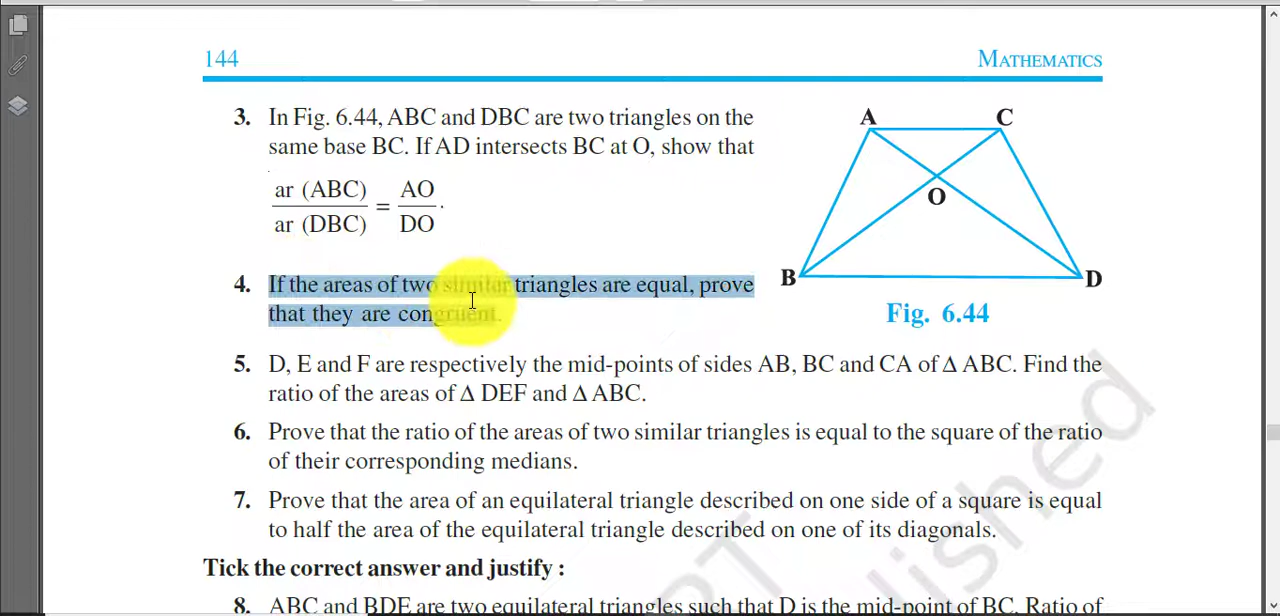 144 MATHEMATICS
3. In Fig. 6.44, ABC and DBC are two triangles on the
same base BC. If AD intersects BC at O, show that
ar (ABC) / ar (DBC) = AO / DO .
A C
O
B D
Fig. 6.44
4. If the areas of two similar triangles are equal, prove
that they are congruent.
5. D, E and F are respectively the mid-points of sides AB, BC and CA of Δ ABC. Find the
ratio of the areas of Δ DEF and Δ ABC.
6. Prove that the ratio of the areas of two similar triangles is equal to the square of the ratio
of their corresponding medians.
7. Prove that the area of an equilateral triangle described on one side of a square is equal
to half the area of the equilateral triangle described on one of its diagonals.
Tick the correct answer and justify :
8. ABC and BDE are two equilateral triangles such that D is the mid-point of BC. Ratio of